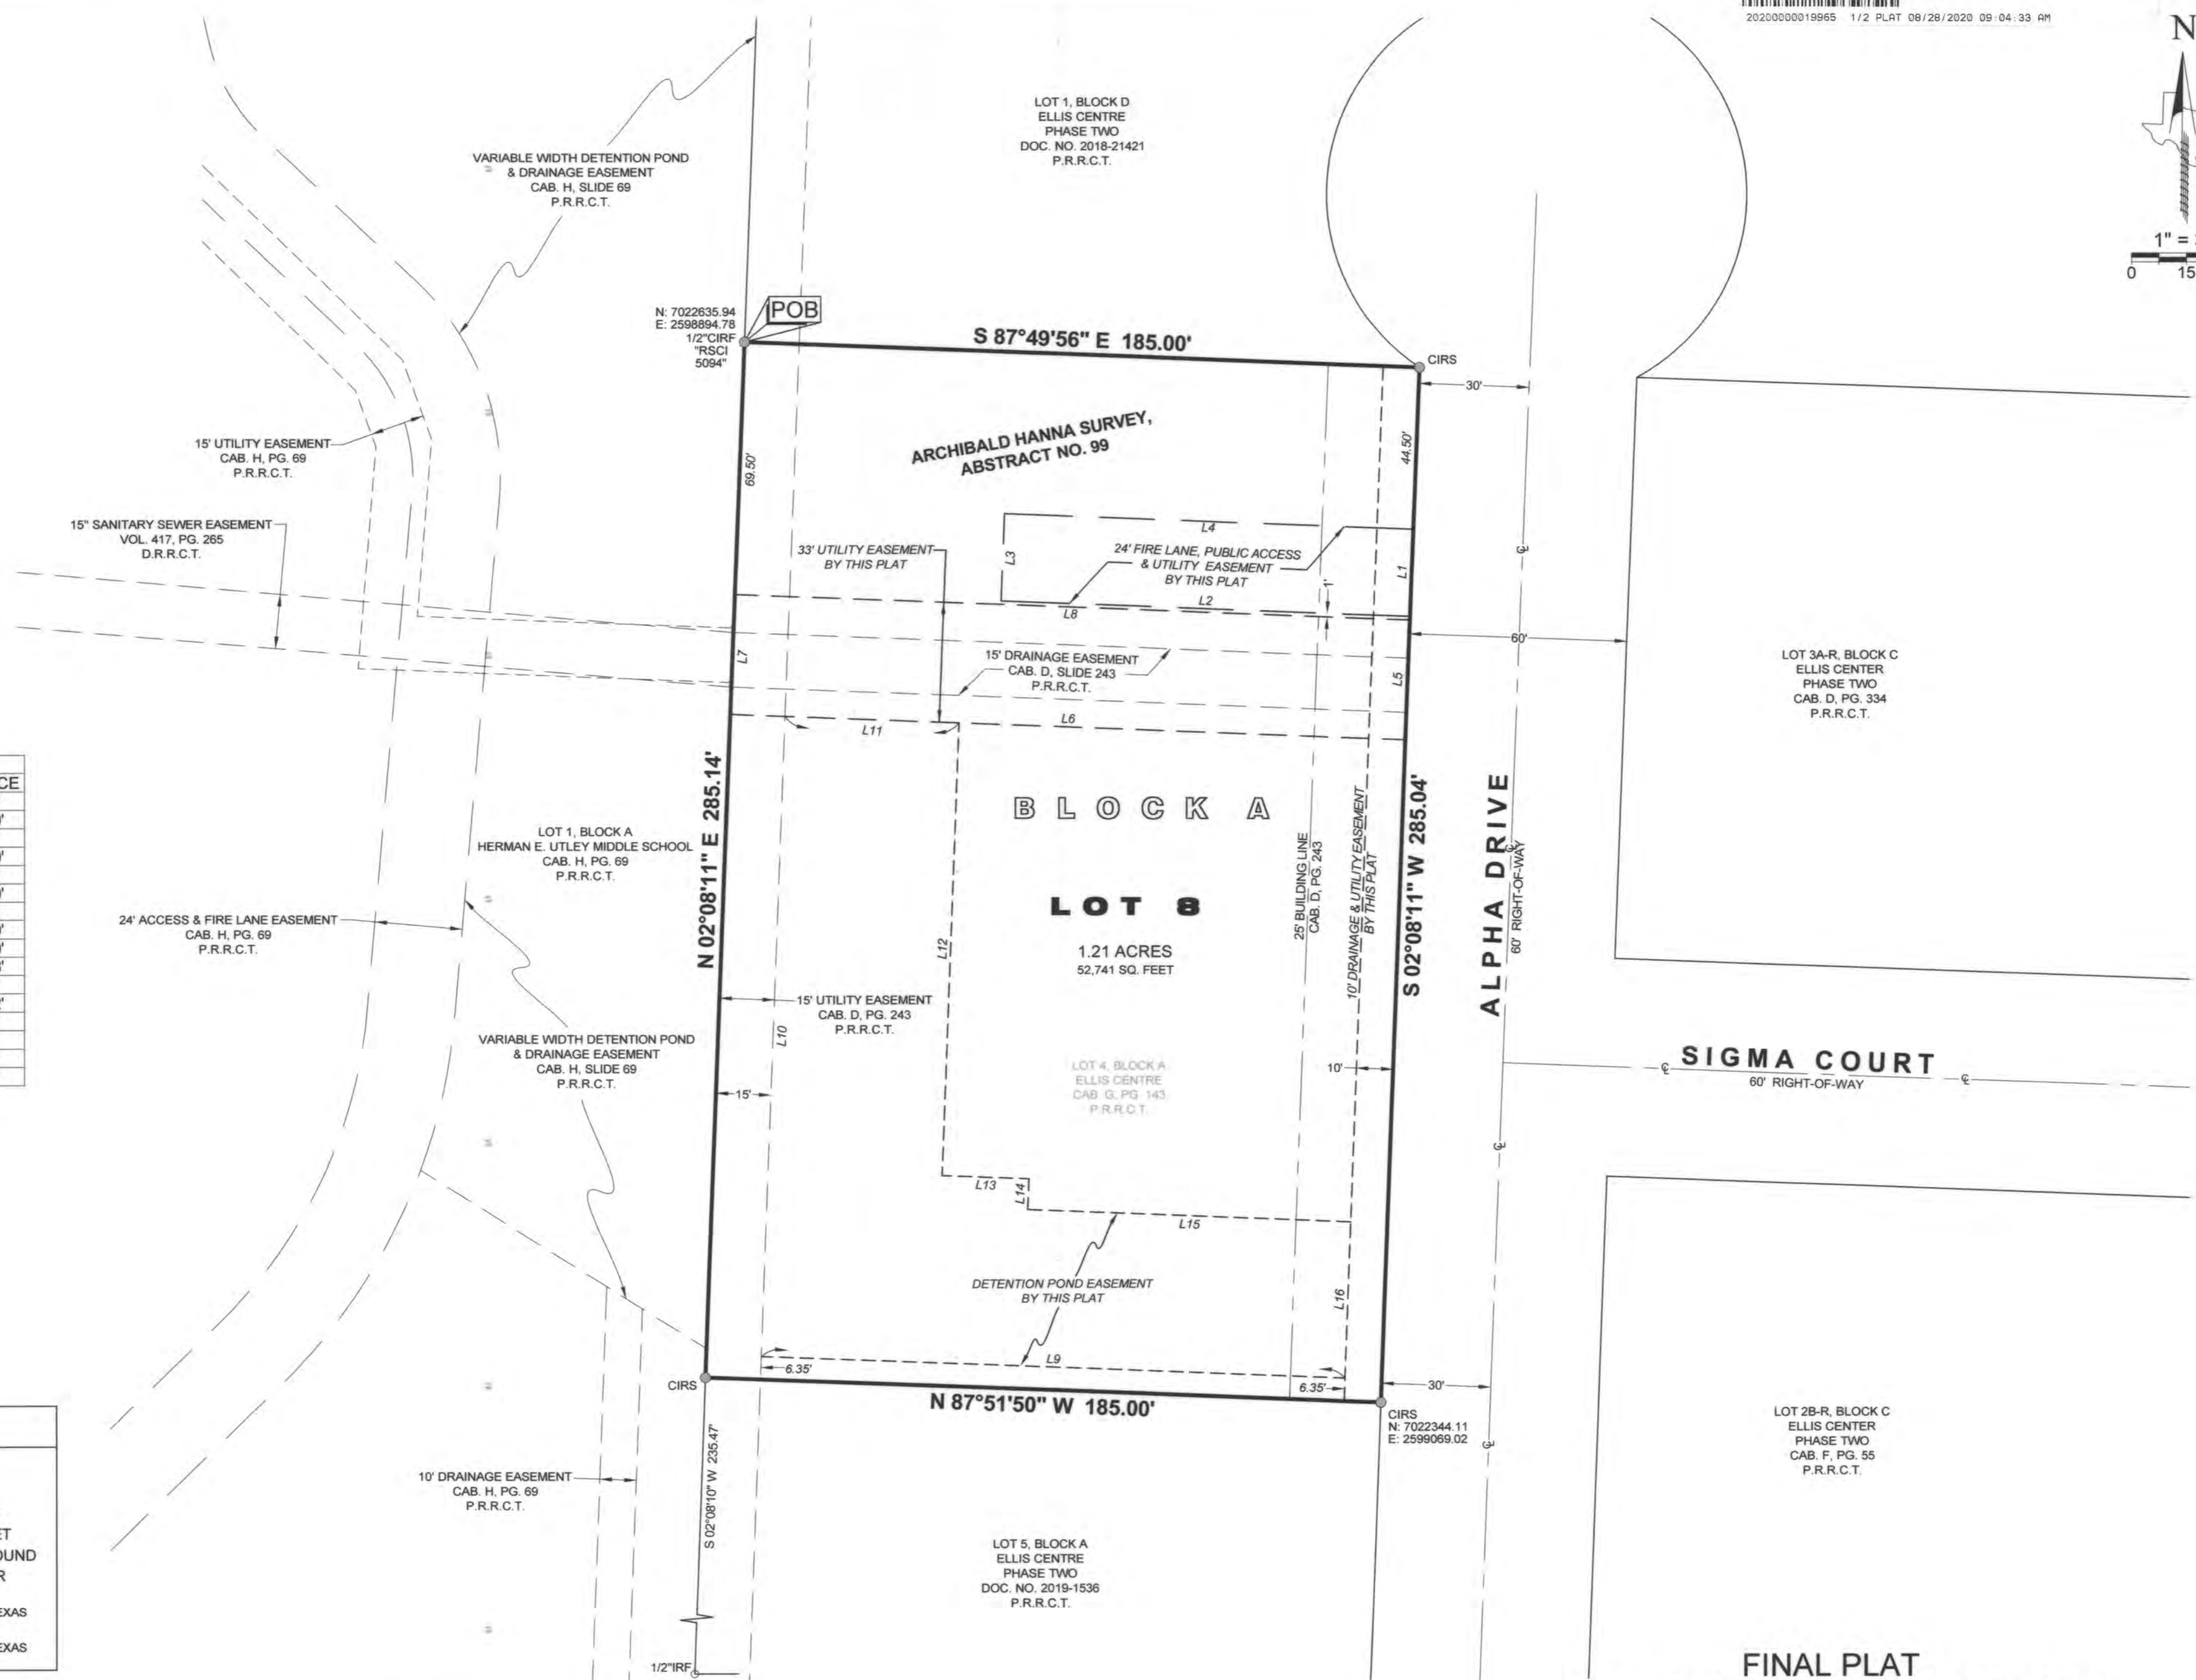 20200000019965 1/2 PLAT 08/28/2020 09:04:33 AM
N
1" =
0 15
LOT 1, BLOCK D
ELLIS CENTRE
PHASE TWO
DOC. NO. 2018-21421
P.R.R.C.T.
VARIABLE WIDTH DETENTION POND
& DRAINAGE EASEMENT
CAB. H, SLIDE 69
P.R.R.C.T.
N: 7022635.94
E: 2598894.78
1/2"CIRF
"RSCI
5094"
POB
S 87°49'56" E 185.00'
CIRS
30'
ARCHIBALD HANNA SURVEY,
ABSTRACT NO. 99
69.50'
44.50'
15' UTILITY EASEMENT
CAB. H, PG. 69
P.R.R.C.T.
15" SANITARY SEWER EASEMENT
VOL. 417, PG. 265
D.R.R.C.T.
33' UTILITY EASEMENT
BY THIS PLAT
L3
L4
24' FIRE LANE, PUBLIC ACCESS
& UTILITY EASEMENT
BY THIS PLAT
L1
1'
L2
L8
60'
L7
15' DRAINAGE EASEMENT
CAB. D, SLIDE 243
P.R.R.C.T.
L5
L6
L11
LOT 3A-R, BLOCK C
ELLIS CENTER
PHASE TWO
CAB. D, PG. 334
P.R.R.C.T.
CE
N 02°08'11" E 285.14'
BLOCK A
LOT 8
1.21 ACRES
52,741 SQ. FEET
25' BUILDING LINE
CAB. D, PG. 243
10' DRAINAGE & UTILITY EASEMENT
BY THIS PLAT
S 02°08'11" W 285.04'
ALPHA DRIVE
60' RIGHT-OF-WAY
LOT 1, BLOCK A
HERMAN E. UTLEY MIDDLE SCHOOL
CAB. H, PG. 69
P.R.R.C.T.
24' ACCESS & FIRE LANE EASEMENT
CAB. H, PG. 69
P.R.R.C.T.
L12
15' UTILITY EASEMENT
CAB. D, PG. 243
P.R.R.C.T.
L10
VARIABLE WIDTH DETENTION POND
& DRAINAGE EASEMENT
CAB. H, SLIDE 69
P.R.R.C.T.
15'
LOT 4, BLOCK A
ELLIS CENTRE
CAB. G, PG. 143
P.R.R.C.T.
10'
SIGMA COURT
60' RIGHT-OF-WAY
L13
L14
L15
DETENTION POND EASEMENT
BY THIS PLAT
L16
L9
6.35'
6.35'
CIRS
N 87°51'50" W 185.00'
30'
CIRS
N: 7022344.11
E: 2599069.02
S 02°08'10" W 235.47'
10' DRAINAGE EASEMENT
CAB. H, PG. 69
P.R.R.C.T.
LOT 5, BLOCK A
ELLIS CENTRE
PHASE TWO
DOC. NO. 2019-1536
P.R.R.C.T.
LOT 2B-R, BLOCK C
ELLIS CENTER
PHASE TWO
CAB. F, PG. 55
P.R.R.C.T.
1/2"IRF
FINAL PLAT